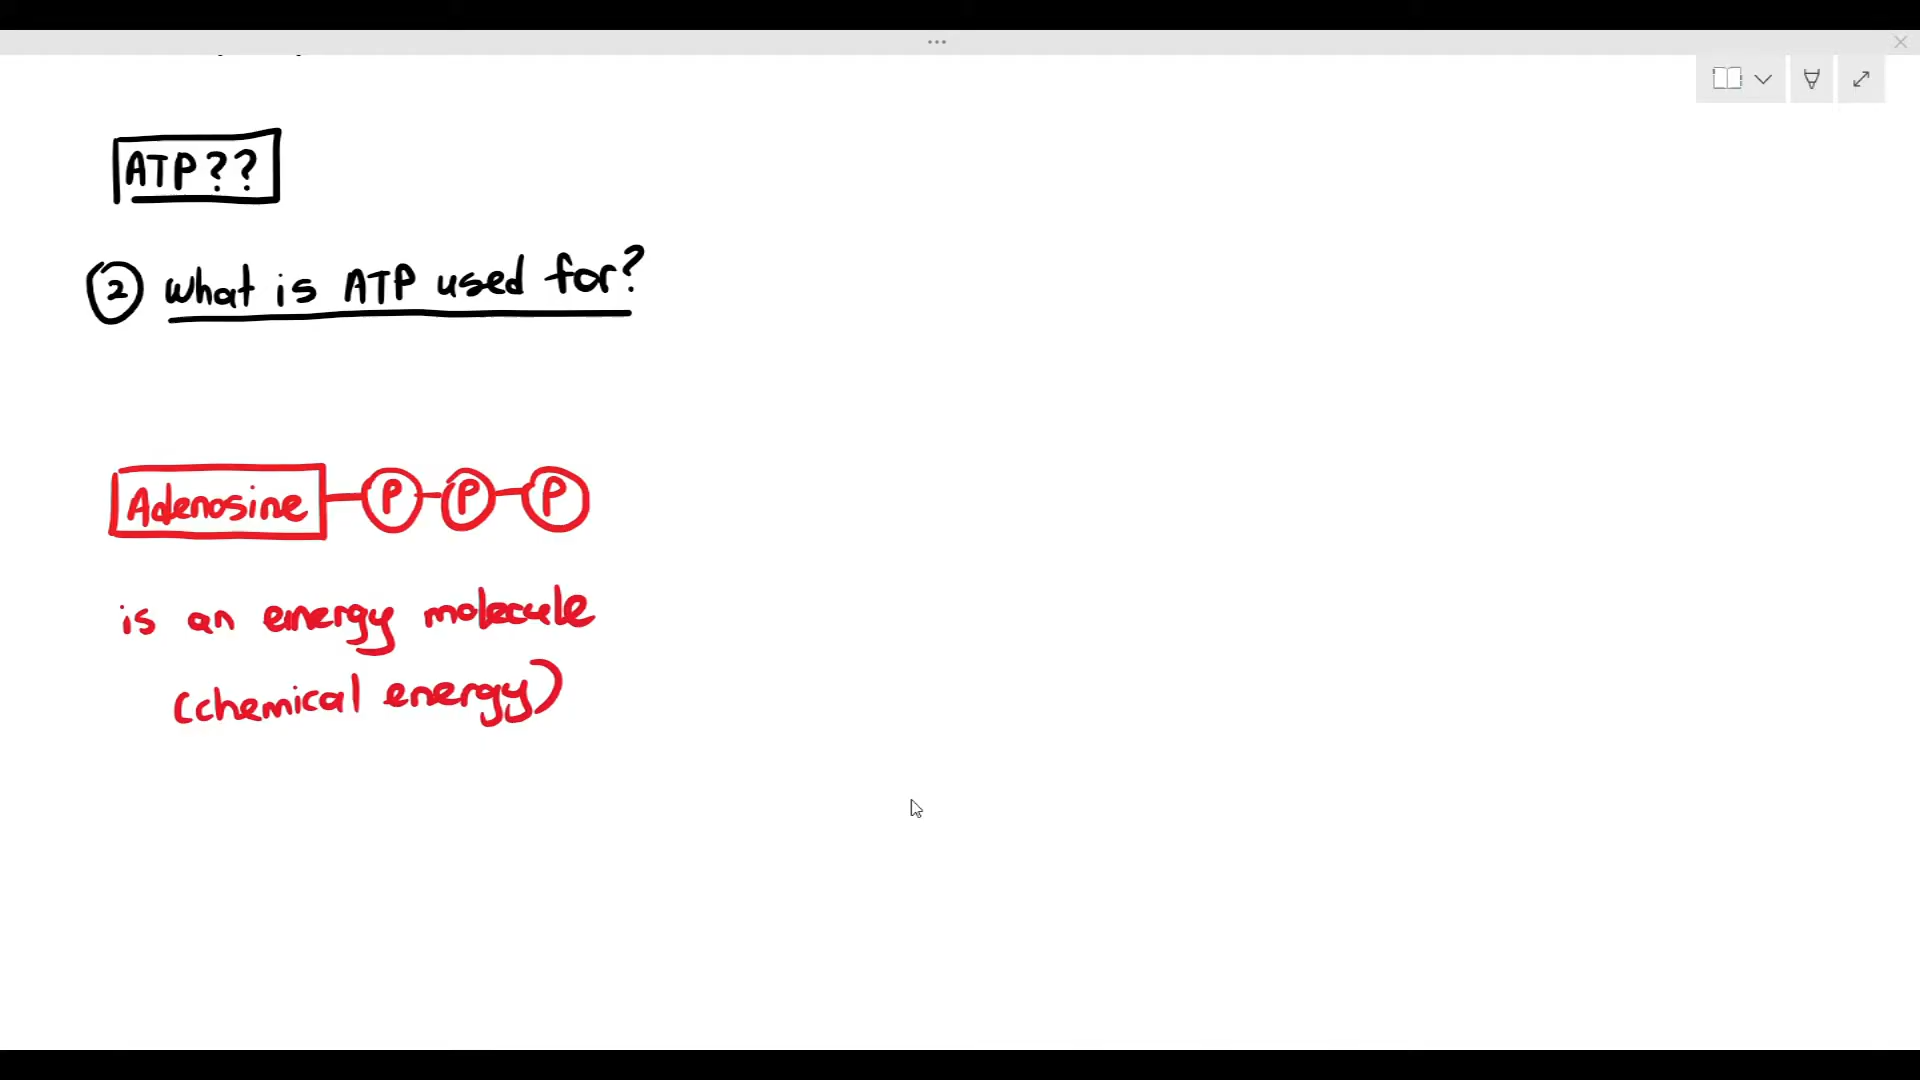 ATP??
② What is ATP used for?
Adenosine P P P
is an energy molecule
(chemical energy)